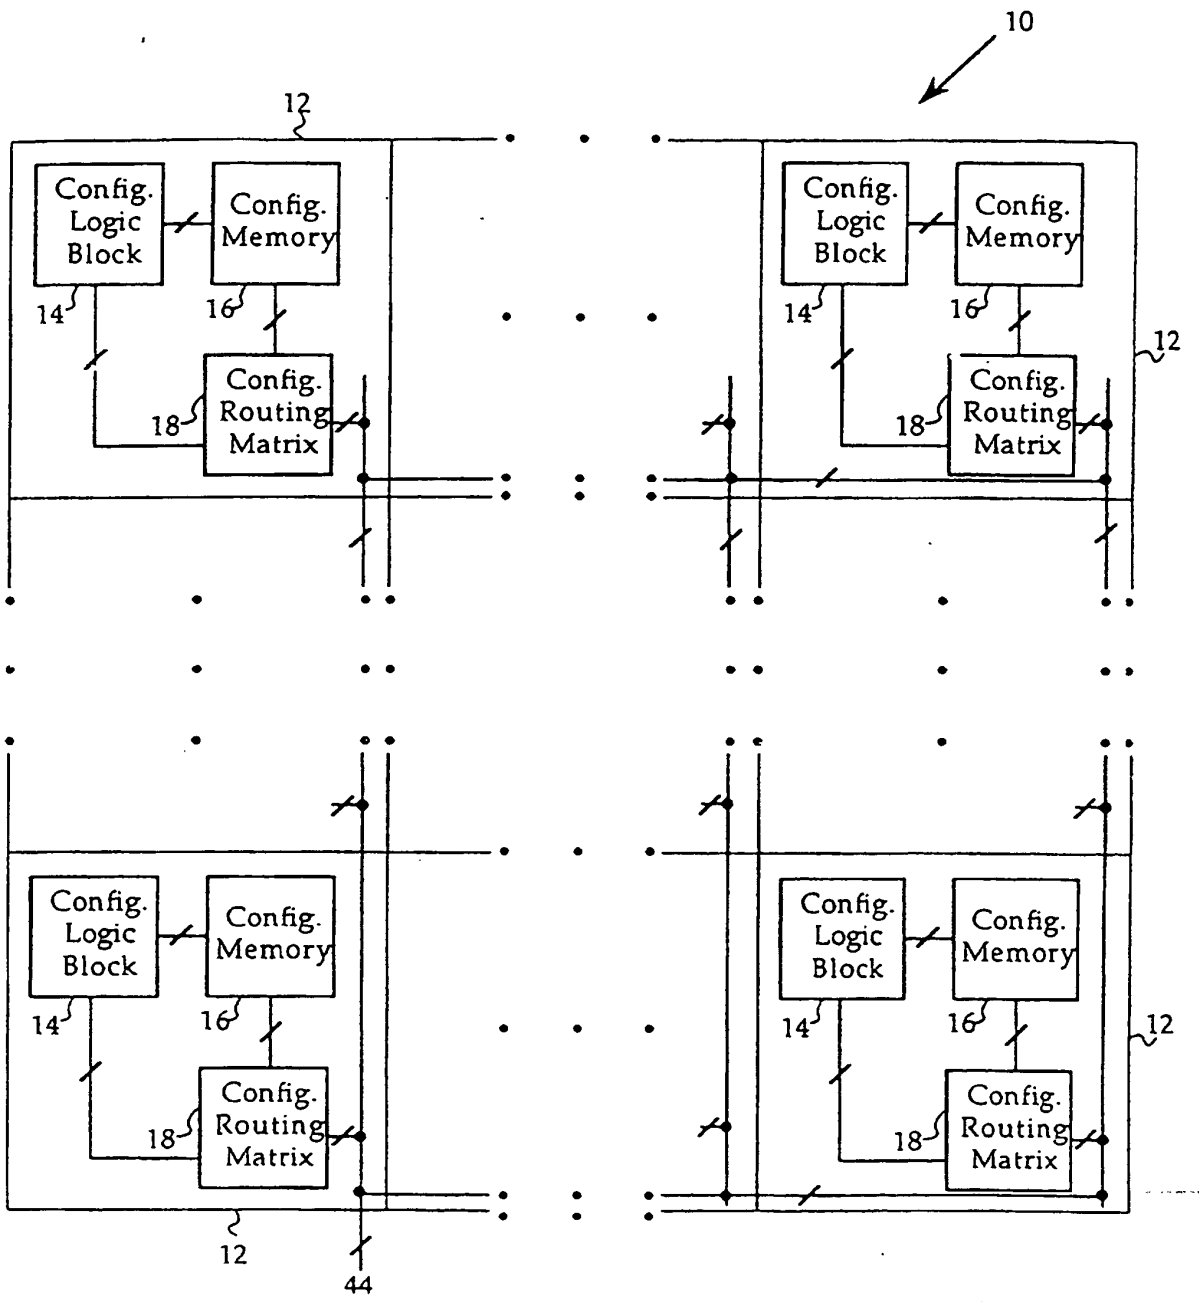 10
12
Config.
Logic
Block
Config.
Memory
14
16
Config.
Routing
Matrix
18
Config.
Logic
Block
Config.
Memory
14
16
12
Config.
Routing
Matrix
18
Config.
Logic
Block
Config.
Memory
14
16
Config.
Routing
Matrix
18
12
44
Config.
Logic
Block
Config.
Memory
14
16
12
Config.
Routing
Matrix
18